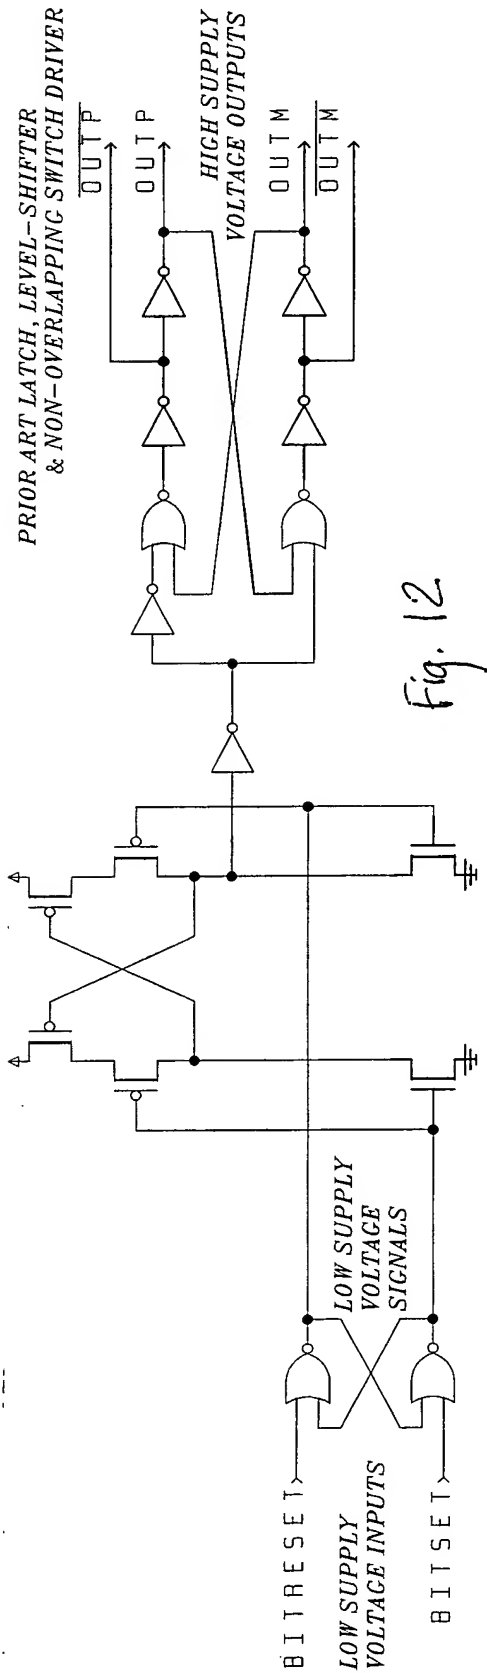 PRIOR ART LATCH, LEVEL-SHIFTER
& NON-OVERLAPPING SWITCH DRIVER
OUTP
OUTP
HIGH SUPPLY
VOLTAGE OUTPUTS
OUTM
OUTM
Fig. 12
LOW SUPPLY
VOLTAGE
SIGNALS
BITRESET
LOW SUPPLY
VOLTAGE INPUTS
BITSET